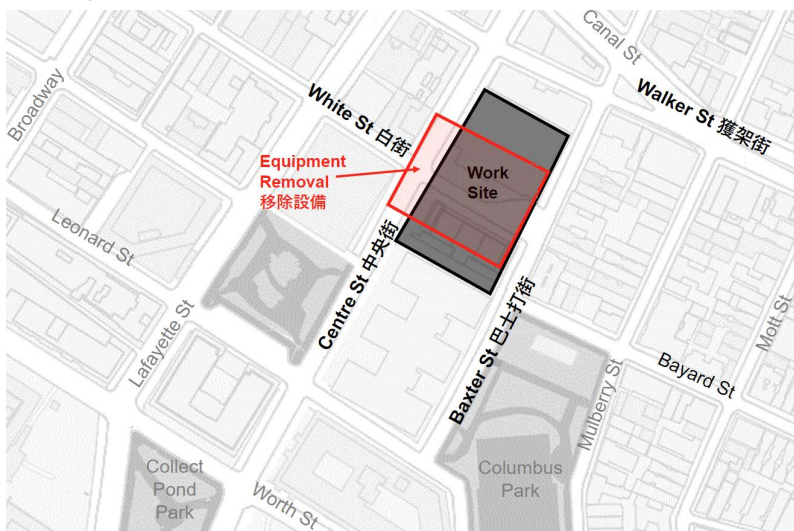 Canal St
Broadway
White St 白街
Walker St 獲架街
Equipment
Removal
移除設備
Work
Site
Leonard St
Centre St 中央街
Lafayette St
Baxter St 巴士打街
Mott St
Bayard St
Mulberry St
Collect
Pond
Park
Worth St
Columbus
Park